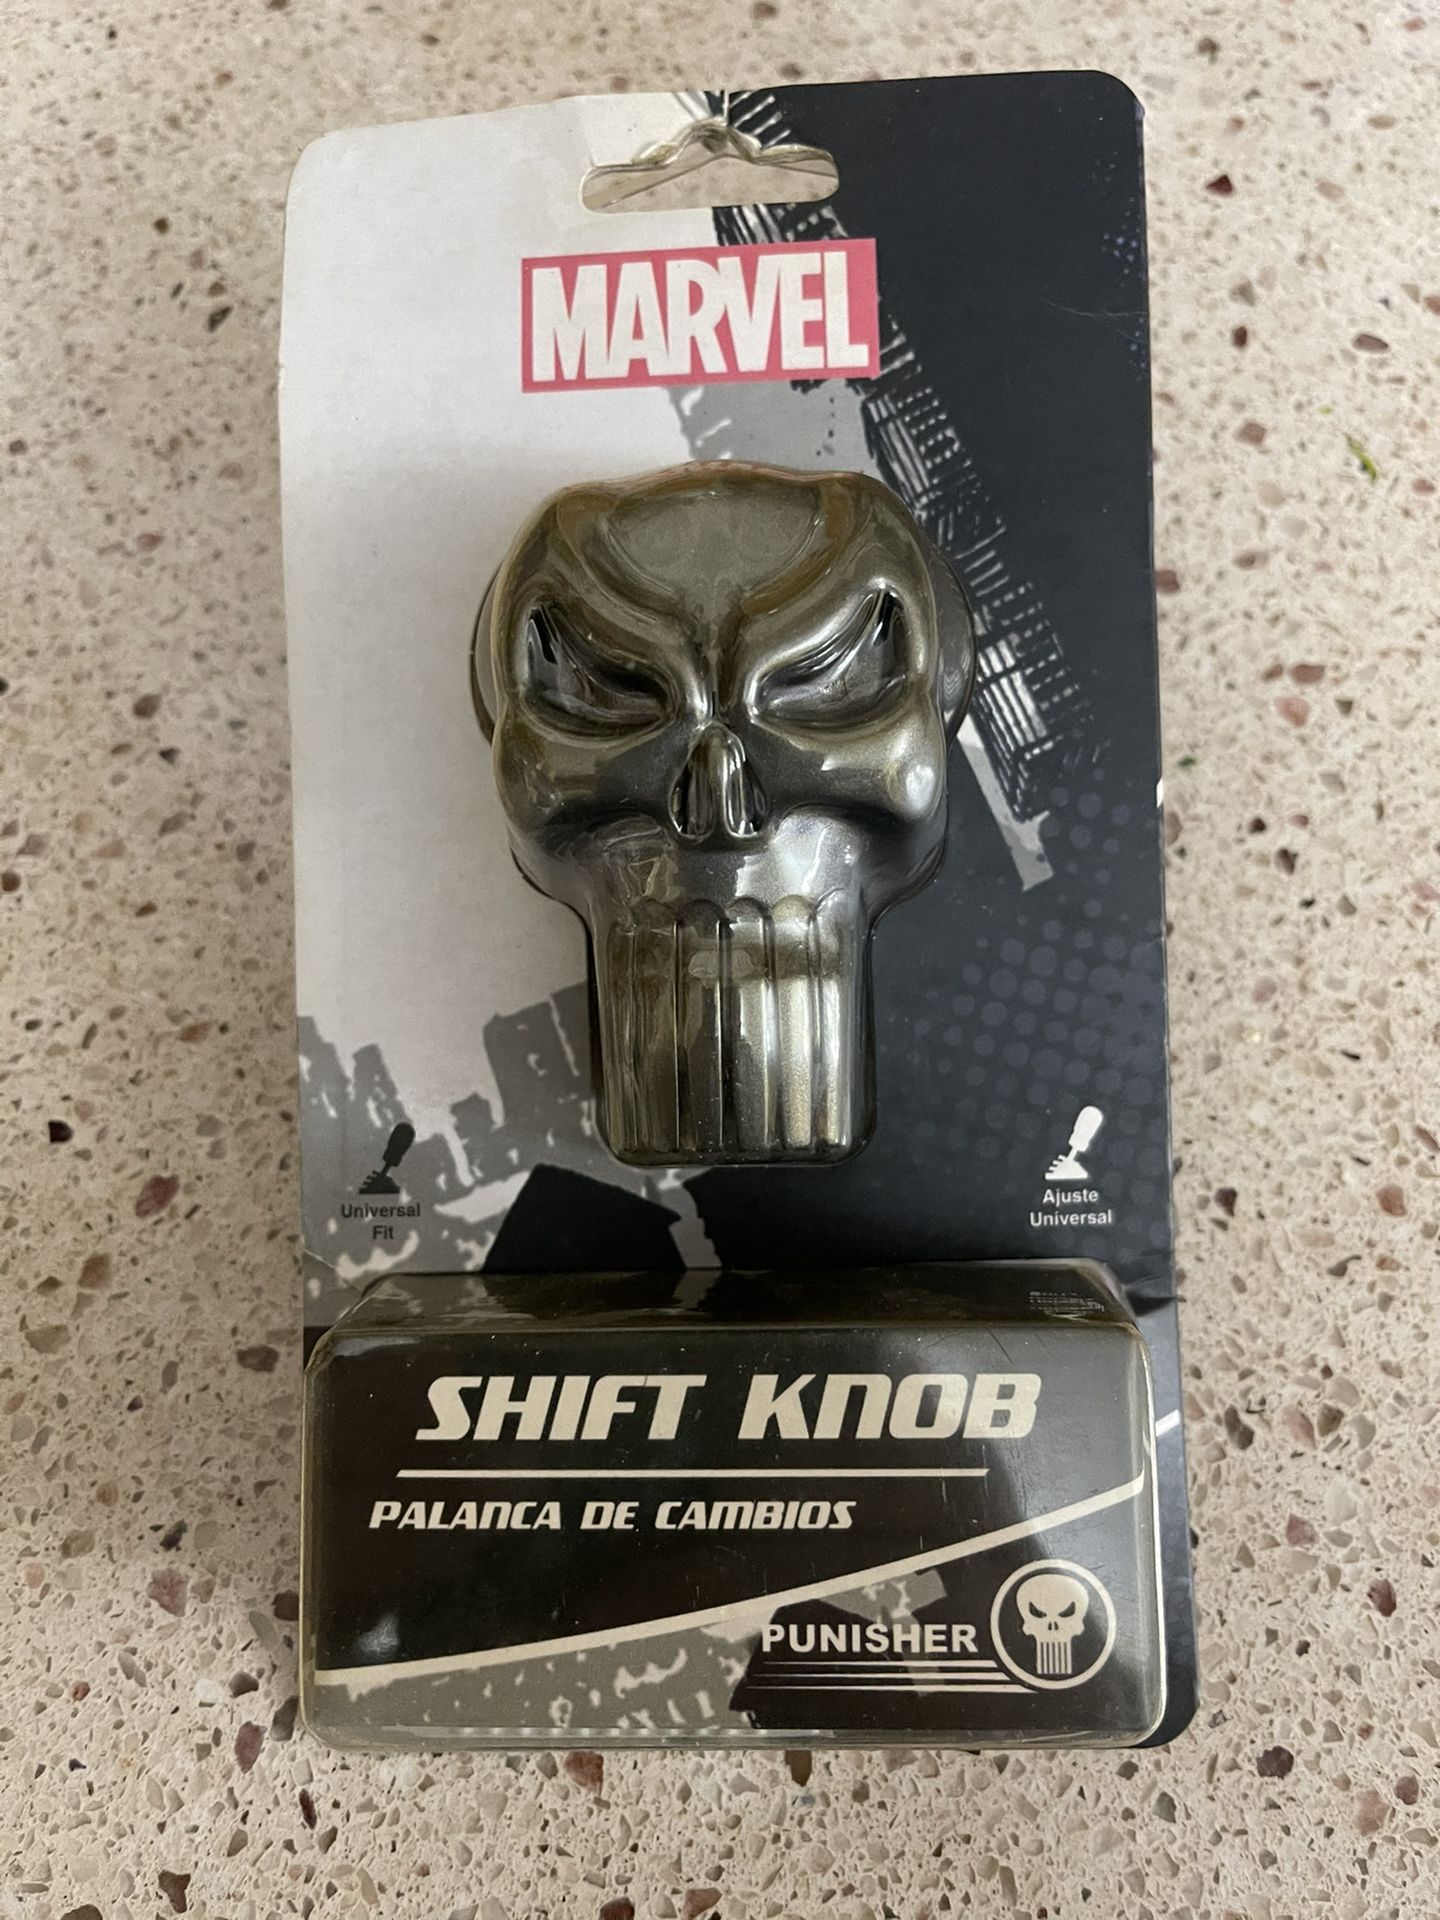 MARVEL
Universal
Fit
Ajuste
Universal
SHIFT KNOB
PALANCA DE CAMBIOS
PUNISHER